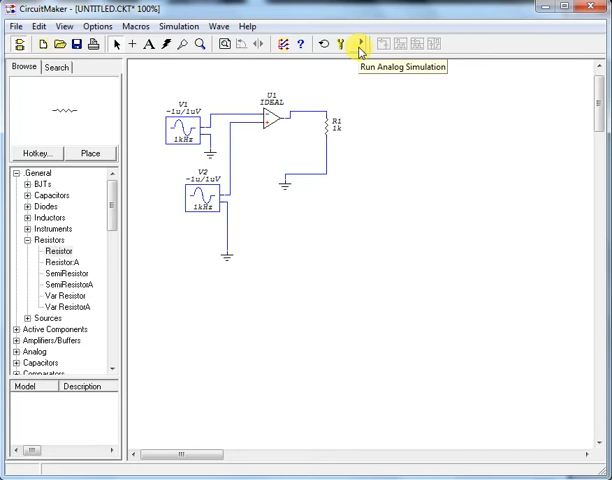 CircuitMaker - [UNTITLED.CKT* 100%]
File Edit View Options Macros Simulation Wave Help
Run Analog Simulation
Browse Search
Hotkey... Place
.General
BJTs
Capacitors
Diodes
Inductors
Instruments
Resistors
Resistor
Resistor:A
SemiResistor
SemiResistorA
Var Resistor
Var ResistorA
Sources
Active Components
Amplifiers/Buffers
Analog
Capacitors
Comparators
Model Description
V1
-1u/1uV
1kHz
U1
IDEAL
R1
1k
V2
-1u/1uV
1kHz